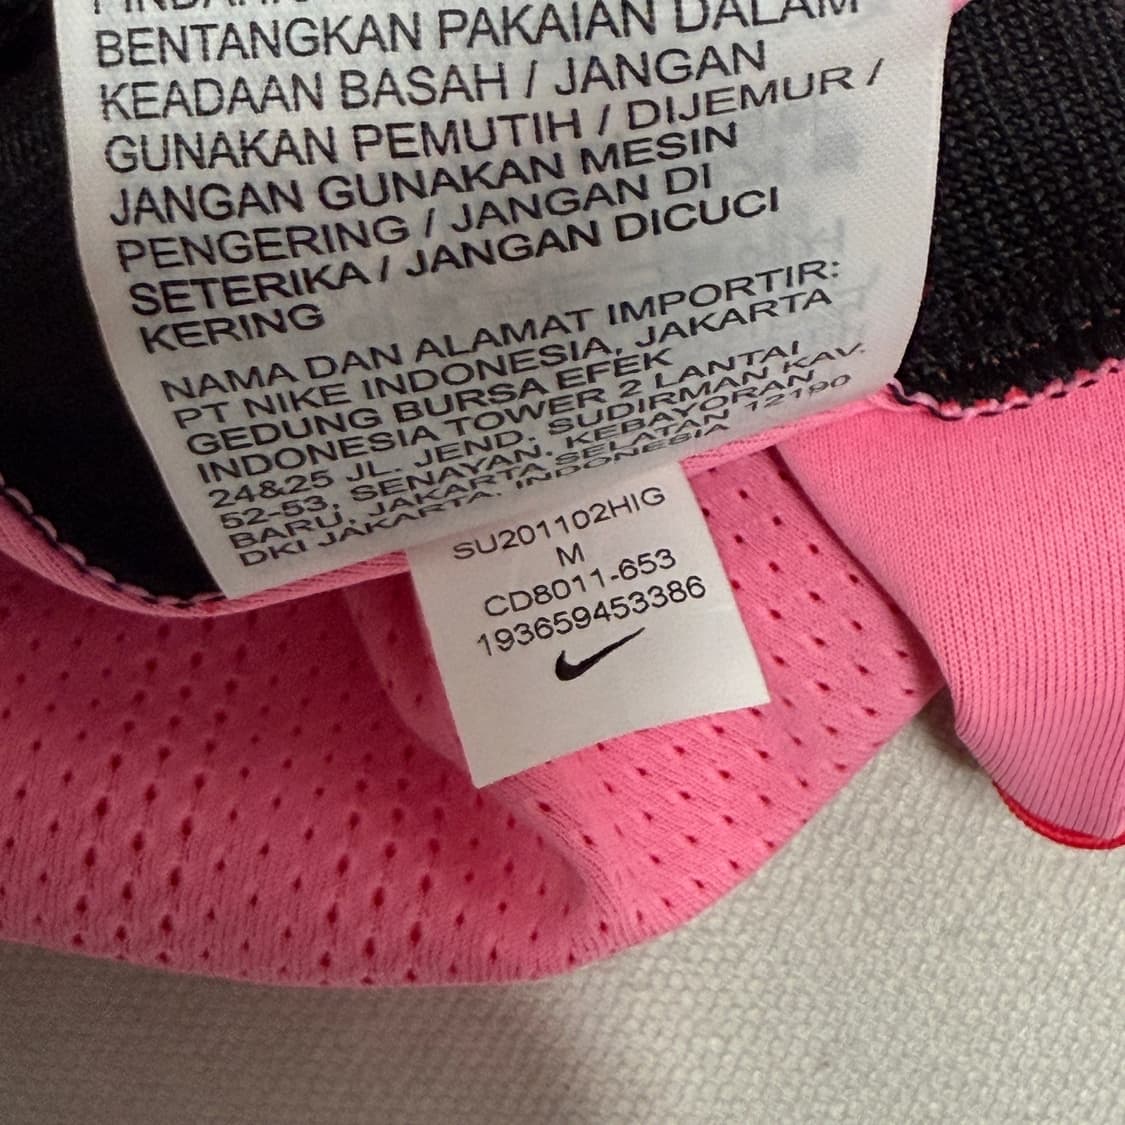 BENTANGKAN PAKAIAN DALAM
KEADAAN BASAH / JANGAN
GUNAKAN PEMUTIH / DIJEMUR /
JANGAN GUNAKAN MESIN
PENGERING / JANGAN DI
SETERIKA / JANGAN DICUCI
KERING
NAMA DAN ALAMAT IMPORTIR:
PT NIKE INDONESIA, JAKARTA
GEDUNG BURSA EFEK
INDONESIA TOWER 2 LANTAI
24&25 JL. JEND. SUDIRMAN KAV.
52-53, SENAYAN. KEBAYORAN
BARU, JAKARTA SELATAN 12190
DKI JAKARTA, INDONESIA
SU201102HIG
M
CD8011-653
193659453386